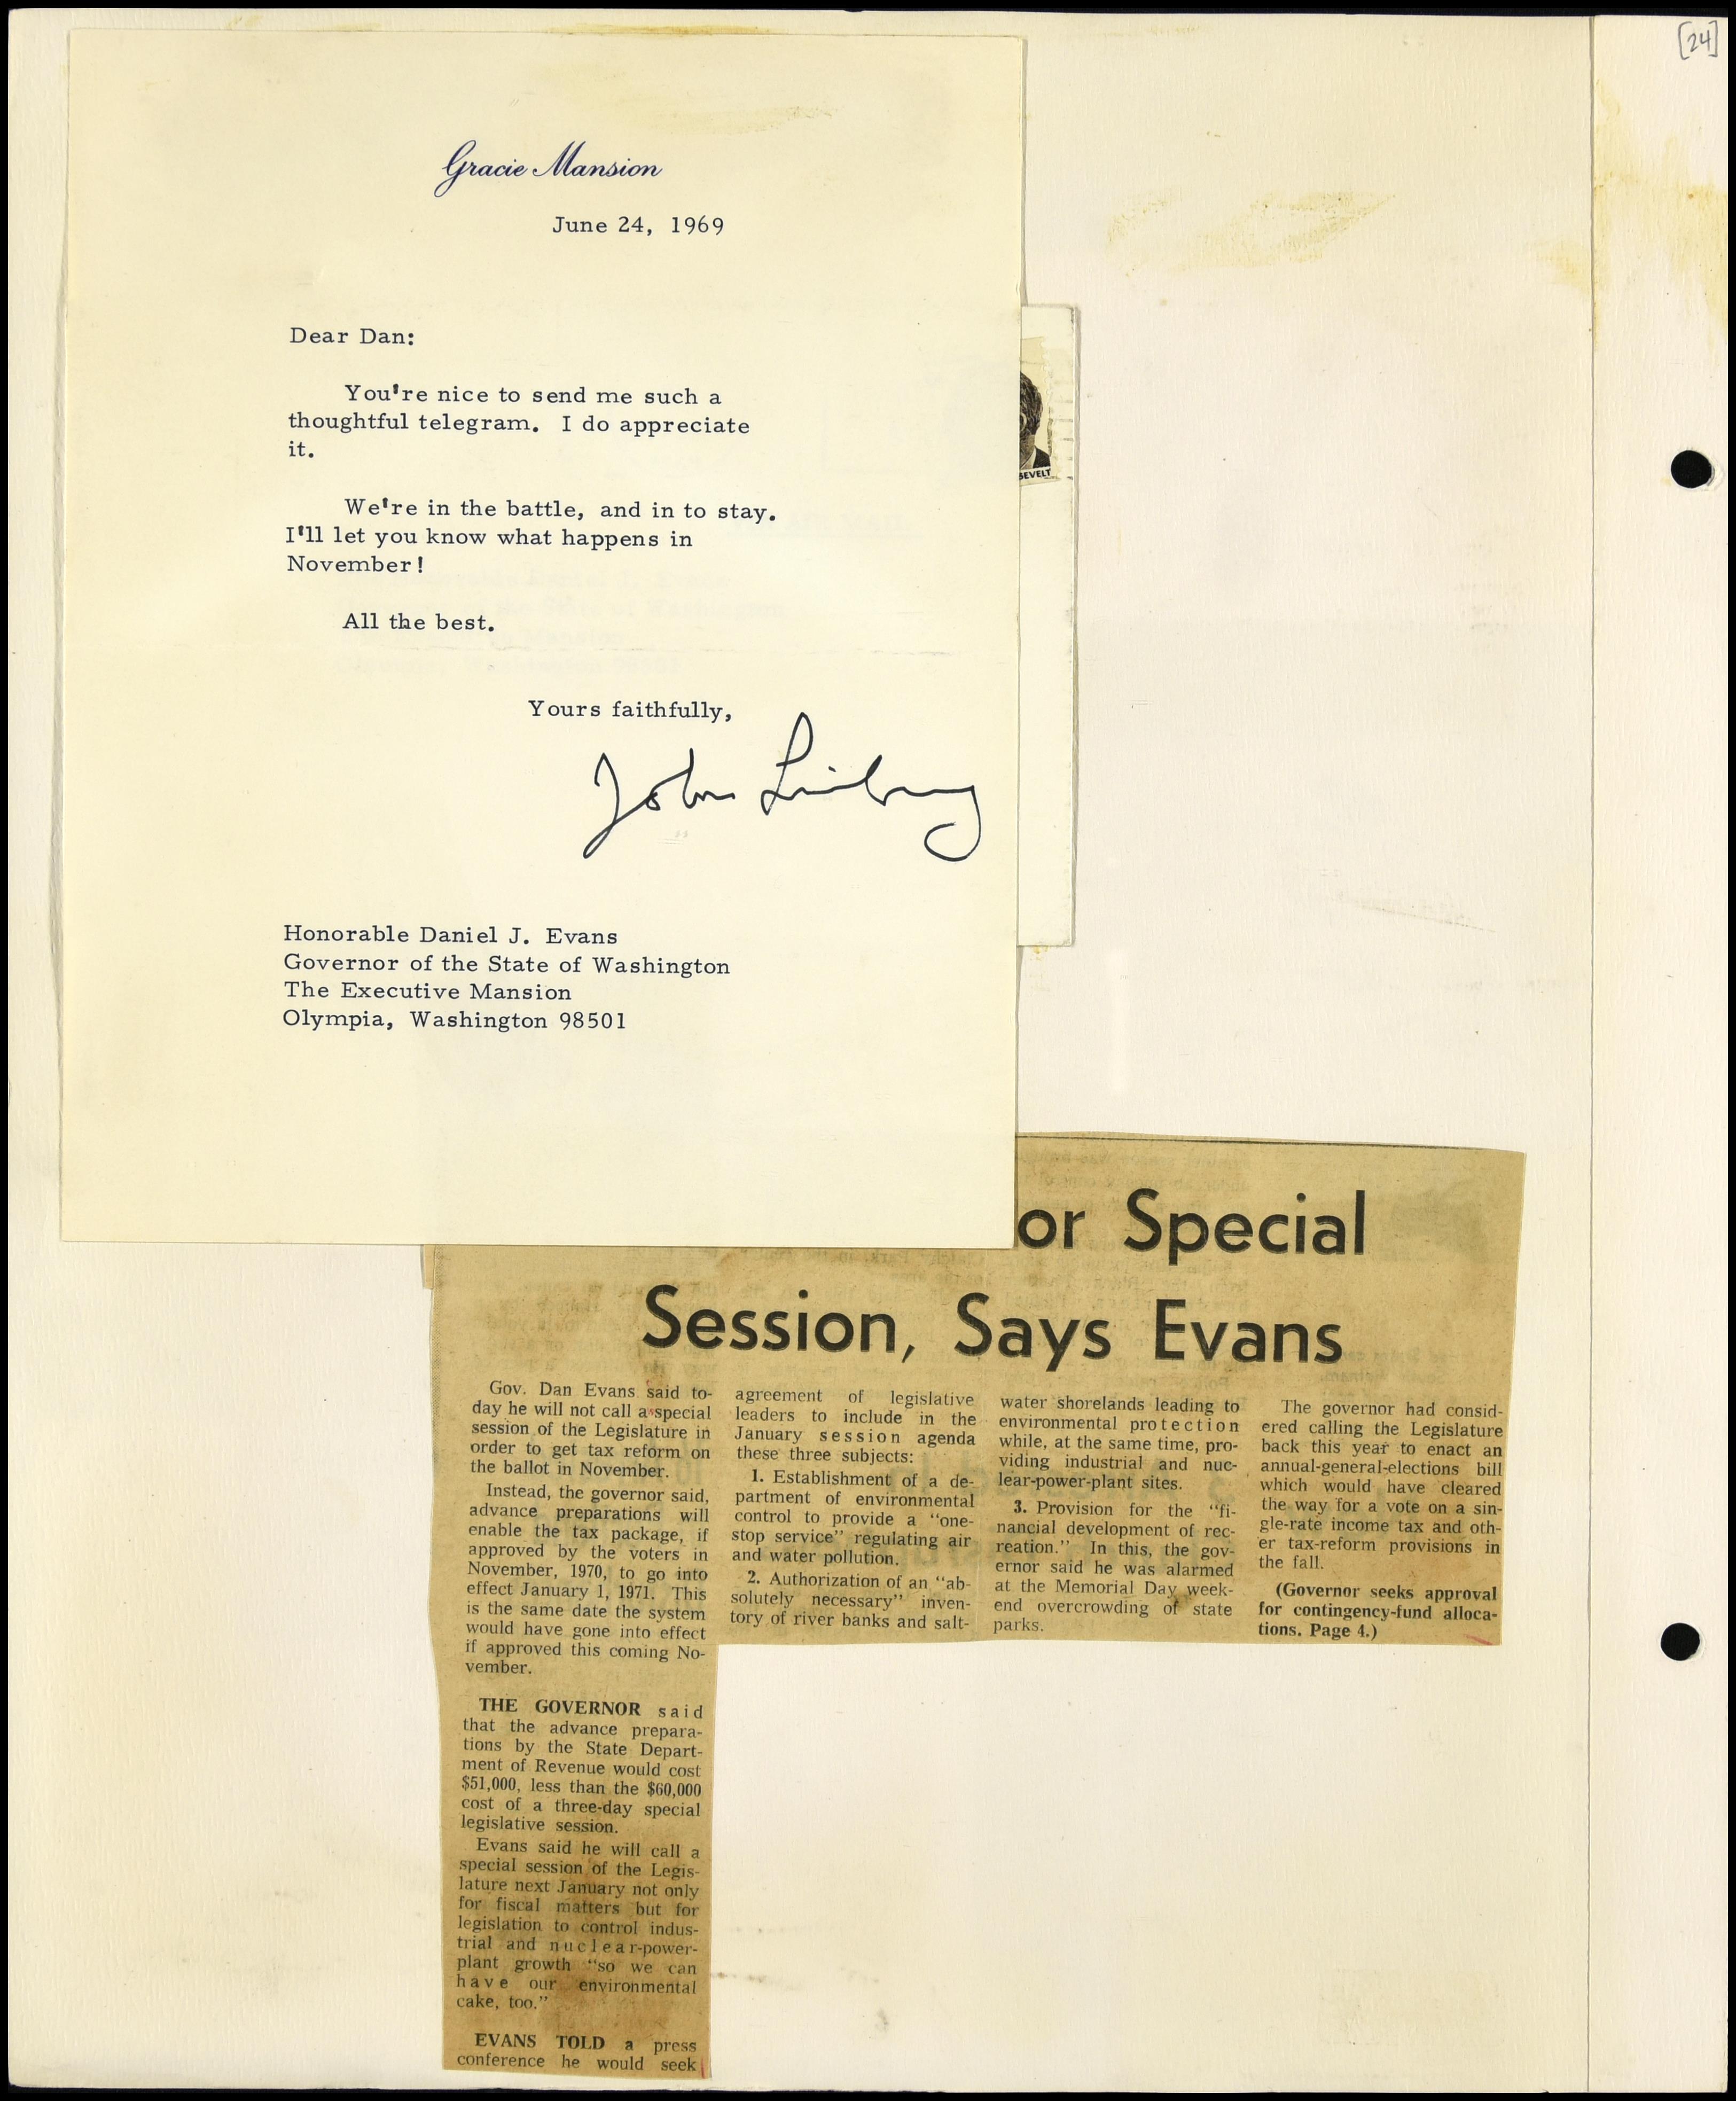 [24]
Gracie Mansion
June 24, 1969
Dear Dan:
You're nice to send me such a
thoughtful telegram. I do appreciate
it.
We're in the battle, and in to stay.
I'll let you know what happens in
November!
All the best.
Yours faithfully,
John Lindsay
Honorable Daniel J. Evans
Governor of the State of Washington
The Executive Mansion
Olympia, Washington 98501
SEVELT
or Special
Session, Says Evans
Gov. Dan Evans said to-
day he will not call a special
session of the Legislature in
order to get tax reform on
the ballot in November.
Instead, the governor said,
advance preparations will
enable the tax package, if
approved by the voters in
November, 1970, to go into
effect January 1, 1971. This
is the same date the system
would have gone into effect
if approved this coming No-
vember.
THE GOVERNOR said
that the advance prepara-
tions by the State Depart-
ment of Revenue would cost
$51,000, less than the $60,000
cost of a three-day special
legislative session.
Evans said he will call a
special session of the Legis-
lature next January not only
for fiscal matters but for
legislation to control indus-
trial and nuclear-power-
plant growth "so we can
have our environmental
cake, too."
EVANS TOLD a press
conference he would seek
agreement of legislative
leaders to include in the
January session agenda
these three subjects:
1. Establishment of a de-
partment of environmental
control to provide a "one-
stop service" regulating air
and water pollution.
2. Authorization of an "ab-
solutely necessary" inven-
tory of river banks and salt-
water shorelands leading to
environmental protection
while, at the same time, pro-
viding industrial and nuc-
lear-power-plant sites.
3. Provision for the "fi-
nancial development of rec-
reation." In this, the gov-
ernor said he was alarmed
at the Memorial Day week-
end overcrowding of state
parks.
The governor had consid-
ered calling the Legislature
back this year to enact an
annual-general-elections bill
which would have cleared
the way for a vote on a sin-
gle-rate income tax and oth-
er tax-reform provisions in
the fall.
(Governor seeks approval
for contingency-fund alloca-
tions. Page 4.)